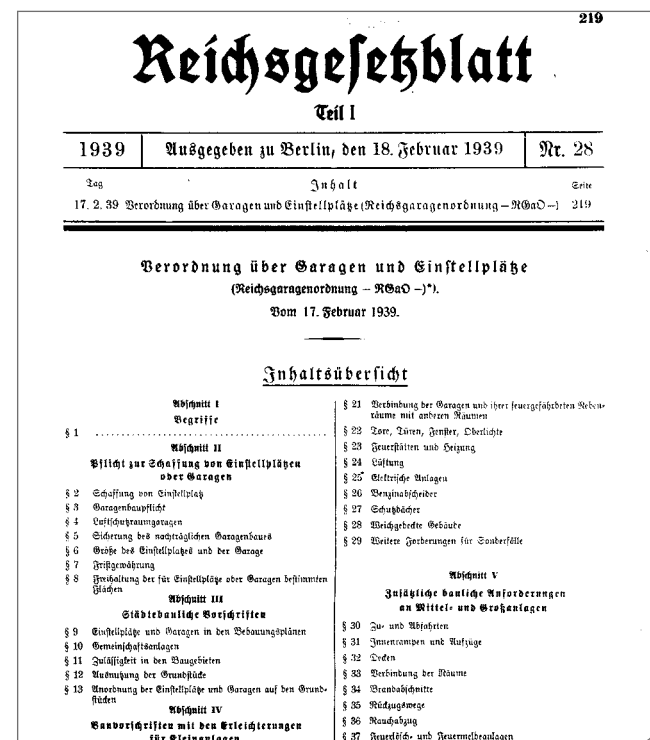 219
Reichsgesetzblatt
Teil I
1939
Ausgegeben zu Berlin, den 18. Februar 1939
Nr. 28
Tag
Inhalt
Seite
17. 2. 39 Verordnung über Garagen und Einstellplätze (Reichsgaragenordnung – RGaO –) 219
Verordnung über Garagen und Einstellplätze
(Reichsgaragenordnung – RGaO –)*).
Vom 17. Februar 1939.
Inhaltsübersicht
Abschnitt I
Begriffe
§ 1 ........................................
Abschnitt II
Pflicht zur Schaffung von Einstellplätzen
oder Garagen
§ 2 Schaffung von Einstellplatz
§ 3 Garagenbaupflicht
§ 4 Luftschutzraumgaragen
§ 5 Sicherung des nachträglichen Garagenbaues
§ 6 Größe des Einstellplatzes und der Garage
§ 7 Fristgewährung
§ 8 Freihaltung der für Einstellplätze oder Garagen bestimmten
Flächen
Abschnitt III
Städtebauliche Vorschriften
§ 9 Einstellplätze und Garagen in den Bebauungsplänen
§ 10 Gemeinschaftsanlagen
§ 11 Zulässigkeit in den Baugebieten
§ 12 Ausnutzung der Grundstücke
§ 13 Anordnung der Einstellplätze und Garagen auf den Grund-
stücken
Abschnitt IV
Bauvorschriften mit den Erleichterungen
für Kleinanlagen
§ 21 Verbindung der Garagen und ihrer feuergefährdeten Neben-
räume mit anderen Räumen
§ 22 Tore, Türen, Fenster, Oberlichte
§ 23 Feuerstätten und Heizung
§ 24 Lüftung
§ 25 Elektrische Anlagen
§ 26 Benzinabscheider
§ 27 Schutzdächer
§ 28 Weichgedeckte Gebäude
§ 29 Weitere Forderungen für Sonderfälle
Abschnitt V
Zusätzliche bauliche Anforderungen
an Mittel- und Großanlagen
§ 30 Zu- und Abfahrten
§ 31 Innenrampen und Aufzüge
§ 32 Decken
§ 33 Verbindung der Räume
§ 34 Brandabschnitte
§ 35 Rückzugswege
§ 36 Rauchabzug
§ 37 Feuerlösch- und Feuermeldeanlagen